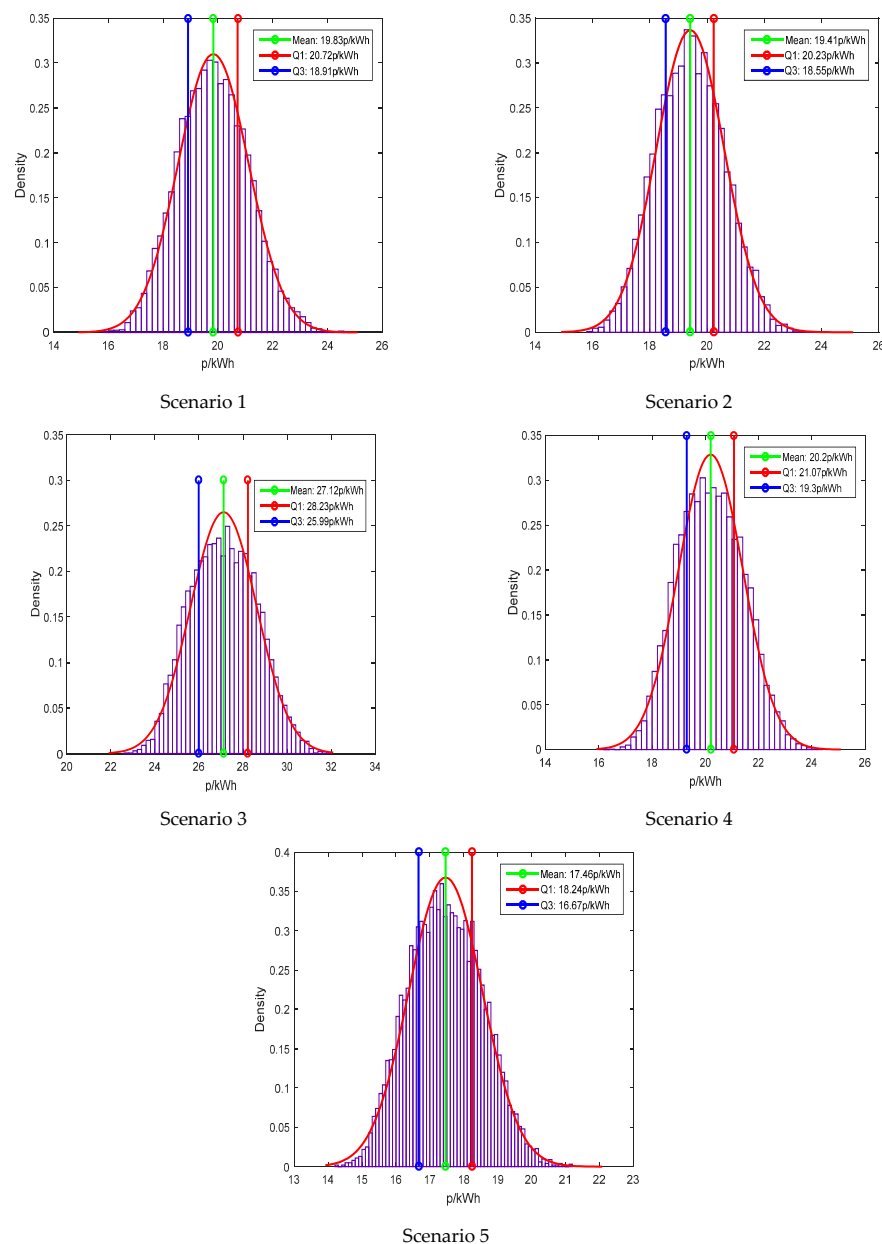 0.35
0.3
0.25
0.2
0.15
0.1
0.05
0
Density
14 16 18 20 22 24 26
p/kWh
Mean: 19.83p/kWh
Q1: 20.72p/kWh
Q3: 18.91p/kWh
Scenario 1
0.35
0.3
0.25
0.2
0.15
0.1
0.05
0
Density
14 16 18 20 22 24 26
p/kWh
Mean: 19.41p/kWh
Q1: 20.23p/kWh
Q3: 18.55p/kWh
Scenario 2
0.35
0.3
0.25
0.2
0.15
0.1
0.05
0
Density
20 22 24 26 28 30 32 34
p/kWh
Mean: 27.12p/kWh
Q1: 28.23p/kWh
Q3: 25.99p/kWh
Scenario 3
0.35
0.3
0.25
0.2
0.15
0.1
0.05
0
Density
14 16 18 20 22 24 26
p/kWh
Mean: 20.2p/kWh
Q1: 21.07p/kWh
Q3: 19.3p/kWh
Scenario 4
0.4
0.35
0.3
0.25
0.2
0.15
0.1
0.05
0
Density
13 14 15 16 17 18 19 20 21 22 23
p/kWh
Mean: 17.46p/kWh
Q1: 18.24p/kWh
Q3: 16.67p/kWh
Scenario 5